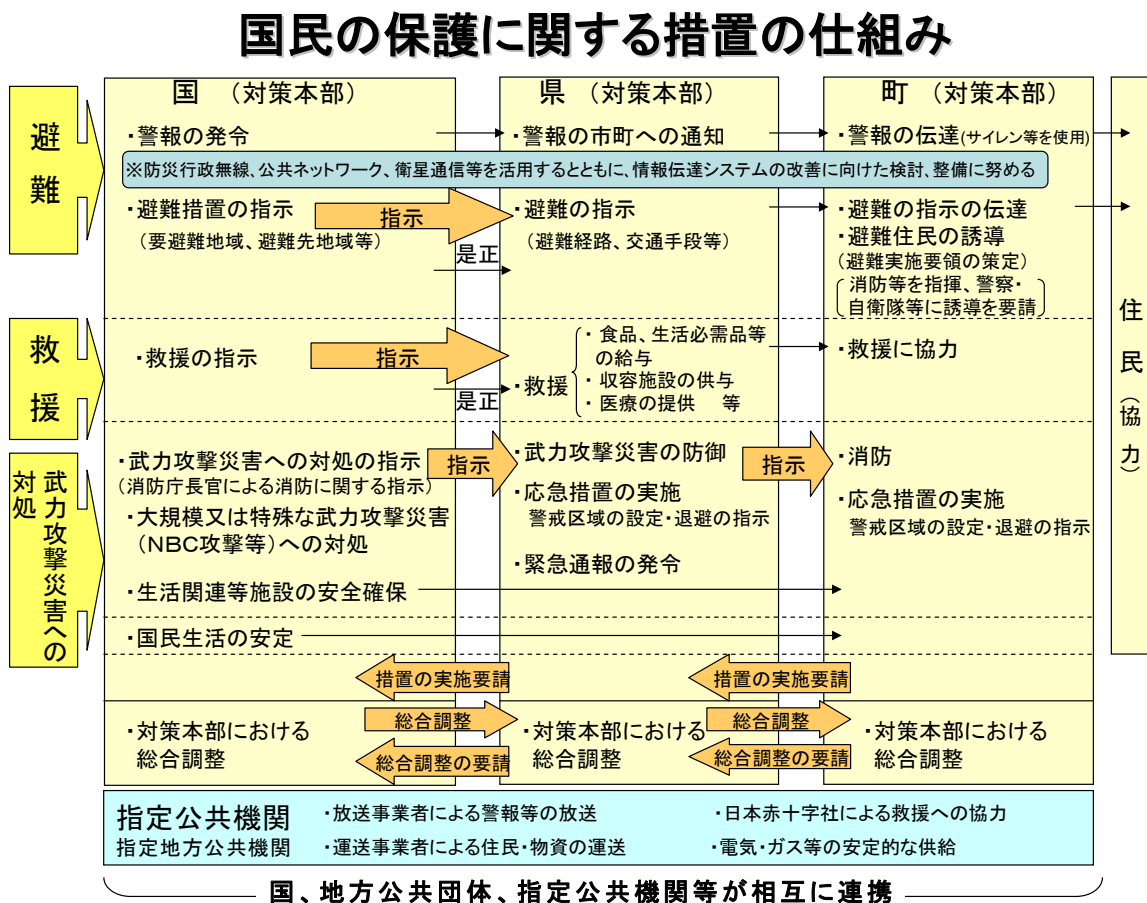 国民の保護に関する措置の仕組み
避難
国 （対策本部）
県 （対策本部）
町 （対策本部）
・警報の発令
・警報の市町への通知
・警報の伝達(サイレン等を使用)
※防災行政無線、公共ネットワーク、衛星通信等を活用するとともに、情報伝達システムの改善に向けた検討、整備に努める
・避難措置の指示
（要避難地域、避難先地域等）
指示
是正
・避難の指示
（避難経路、交通手段等）
・避難の指示の伝達
・避難住民の誘導
（避難実施要領の策定）
消防等を指揮、警察・
自衛隊等に誘導を要請
救援
・救援の指示
指示
是正
・救援
・ 食品、生活必需品等
の給与
・ 収容施設の供与
・ 医療の提供 等
・救援に協力
武力攻撃災害への
対処
・武力攻撃災害への対処の指示
（消防庁長官による消防に関する指示）
・大規模又は特殊な武力攻撃災害
（ＮＢＣ攻撃等）への対処
・生活関連等施設の安全確保
・国民生活の安定
指示
・武力攻撃災害の防御
・応急措置の実施
警戒区域の設定・退避の指示
・緊急通報の発令
指示
・消防
・応急措置の実施
警戒区域の設定・退避の指示
住民（協力）
措置の実施要請
措置の実施要請
・対策本部における
総合調整
総合調整
総合調整の要請
・対策本部における
総合調整
総合調整
総合調整の要請
・対策本部における
総合調整
指定公共機関
指定地方公共機関
・放送事業者による警報等の放送
・日本赤十字社による救援への協力
・運送事業者による住民・物資の運送
・電気・ガス等の安定的な供給
国、地方公共団体、指定公共機関等が相互に連携